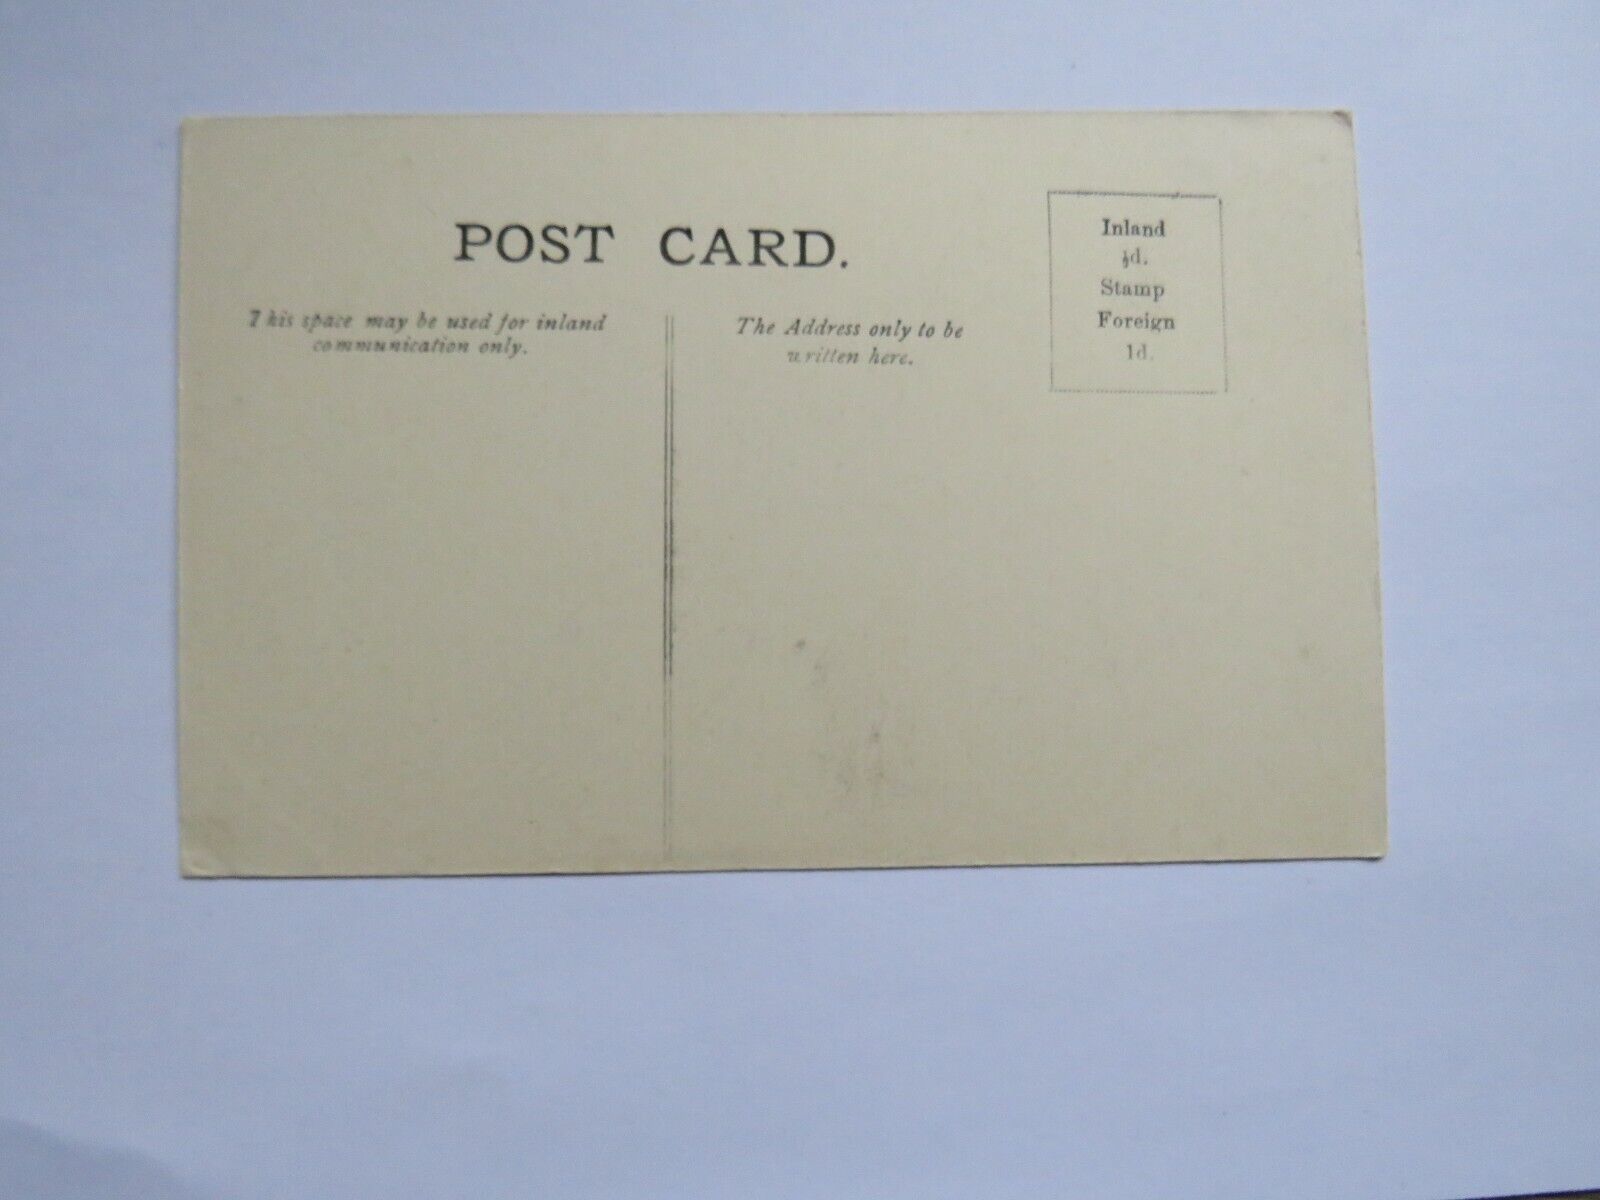 POST CARD.
This space may be used for inland
communication only.
The Address only to be
written here.
Inland
½d.
Stamp
Foreign
1d.